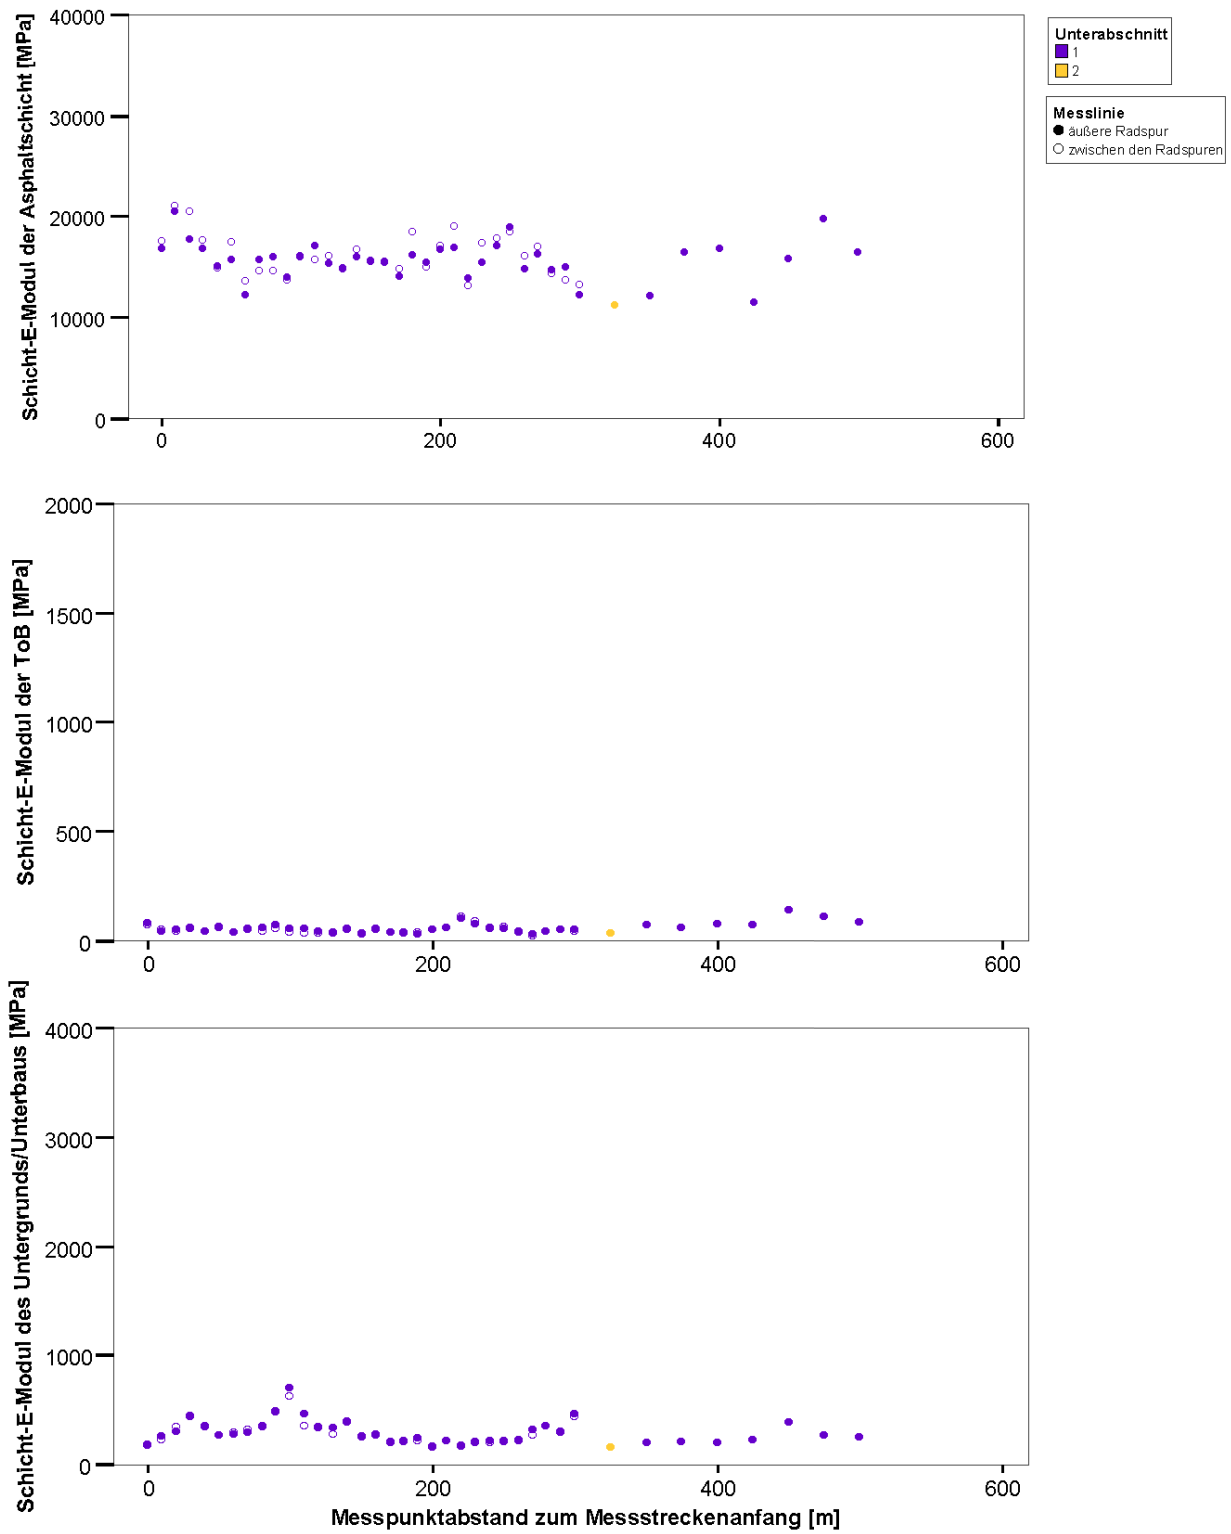 Schicht-E-Modul der Asphaltschicht [MPa]
40000
30000
20000
10000
0
0 200 400 600
Unterabschnitt
1
2
Messlinie
äußere Radspur
zwischen den Radspuren
Schicht-E-Modul der ToB [MPa]
2000
1500
1000
500
0
0 200 400 600
Schicht-E-Modul des Untergrunds/Unterbaus [MPa]
4000
3000
2000
1000
0
0 200 400 600
Messpunktabstand zum Messstreckenanfang [m]